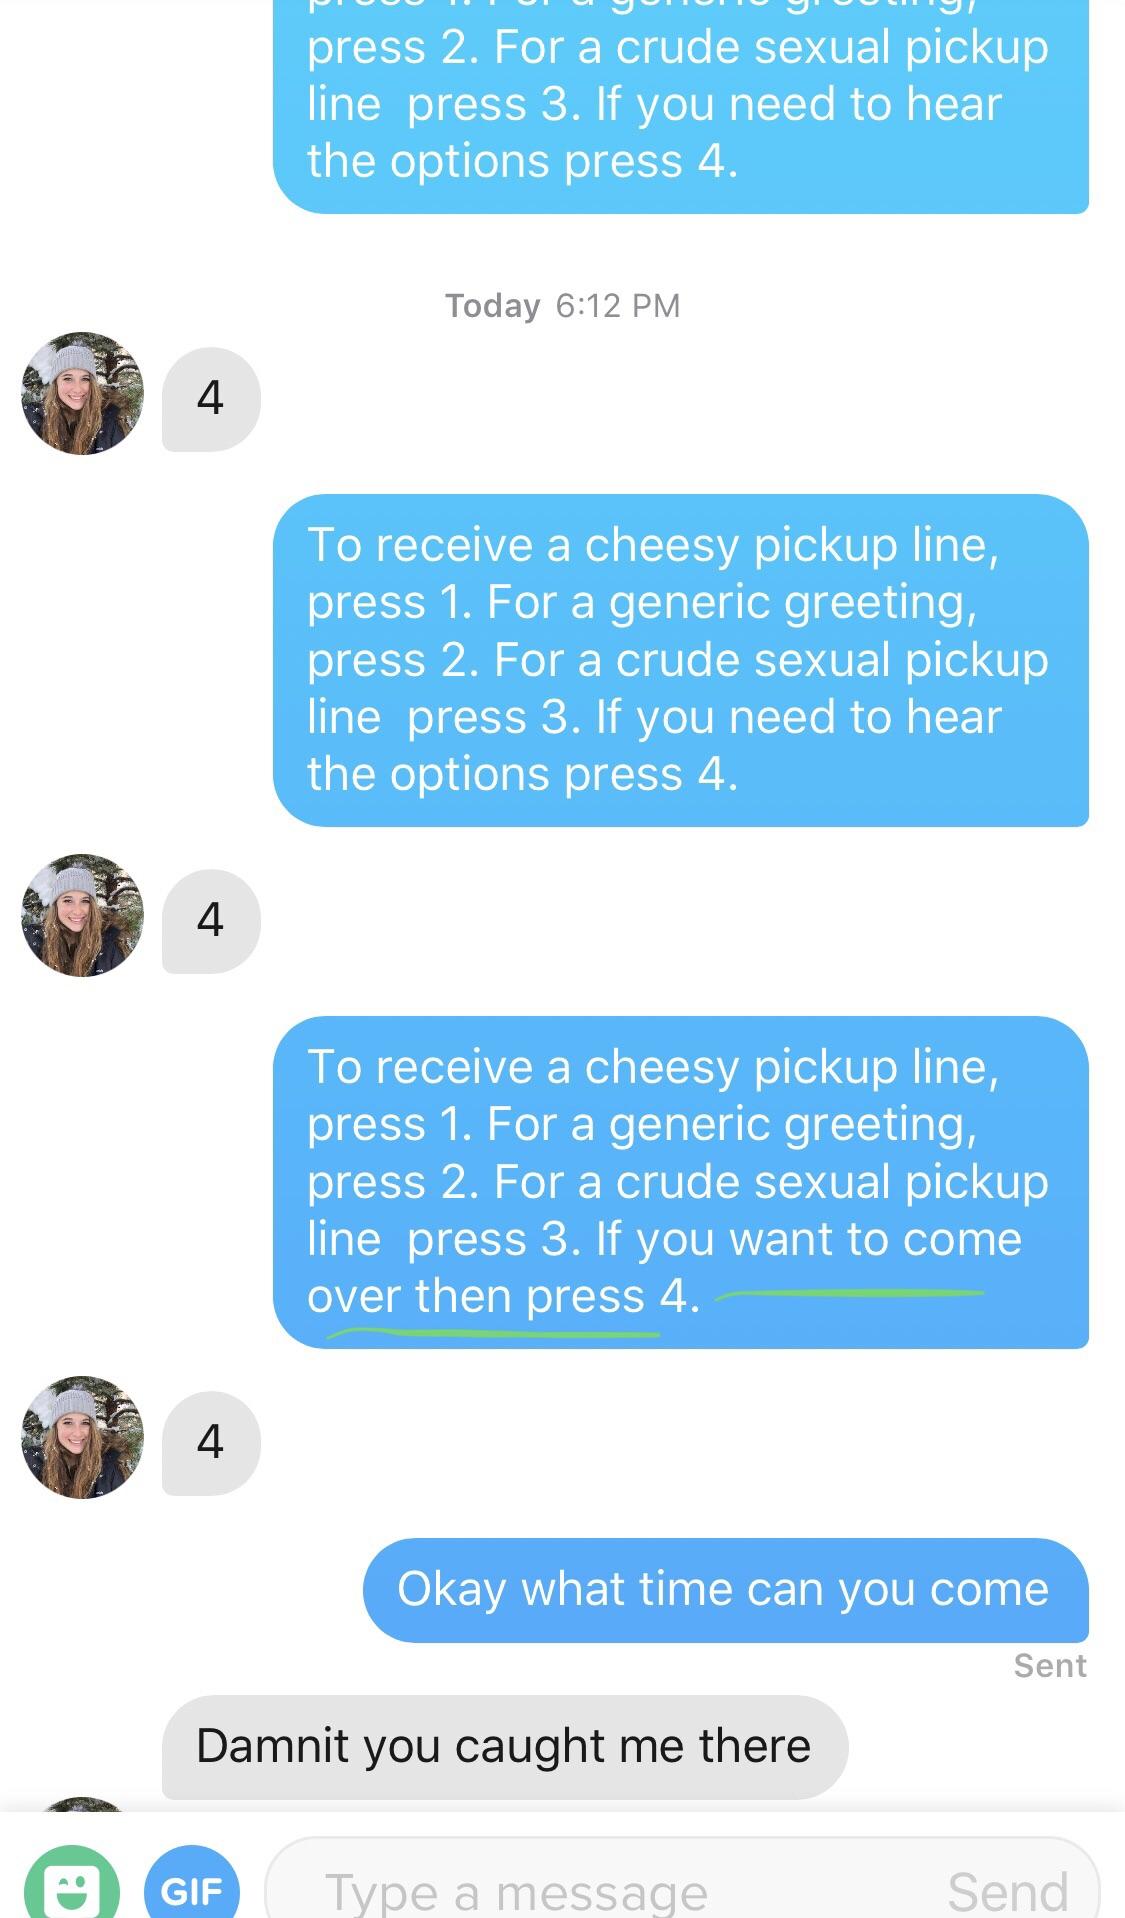 press 1. For a generic greeting,
press 2. For a crude sexual pickup
line  press 3. If you need to hear
the options press 4.
Today 6:12 PM
4
To receive a cheesy pickup line,
press 1. For a generic greeting,
press 2. For a crude sexual pickup
line  press 3. If you need to hear
the options press 4.
4
To receive a cheesy pickup line,
press 1. For a generic greeting,
press 2. For a crude sexual pickup
line  press 3. If you want to come
over then press 4.
4
Okay what time can you come
Sent
Damnit you caught me there
GIF
Type a message
Send